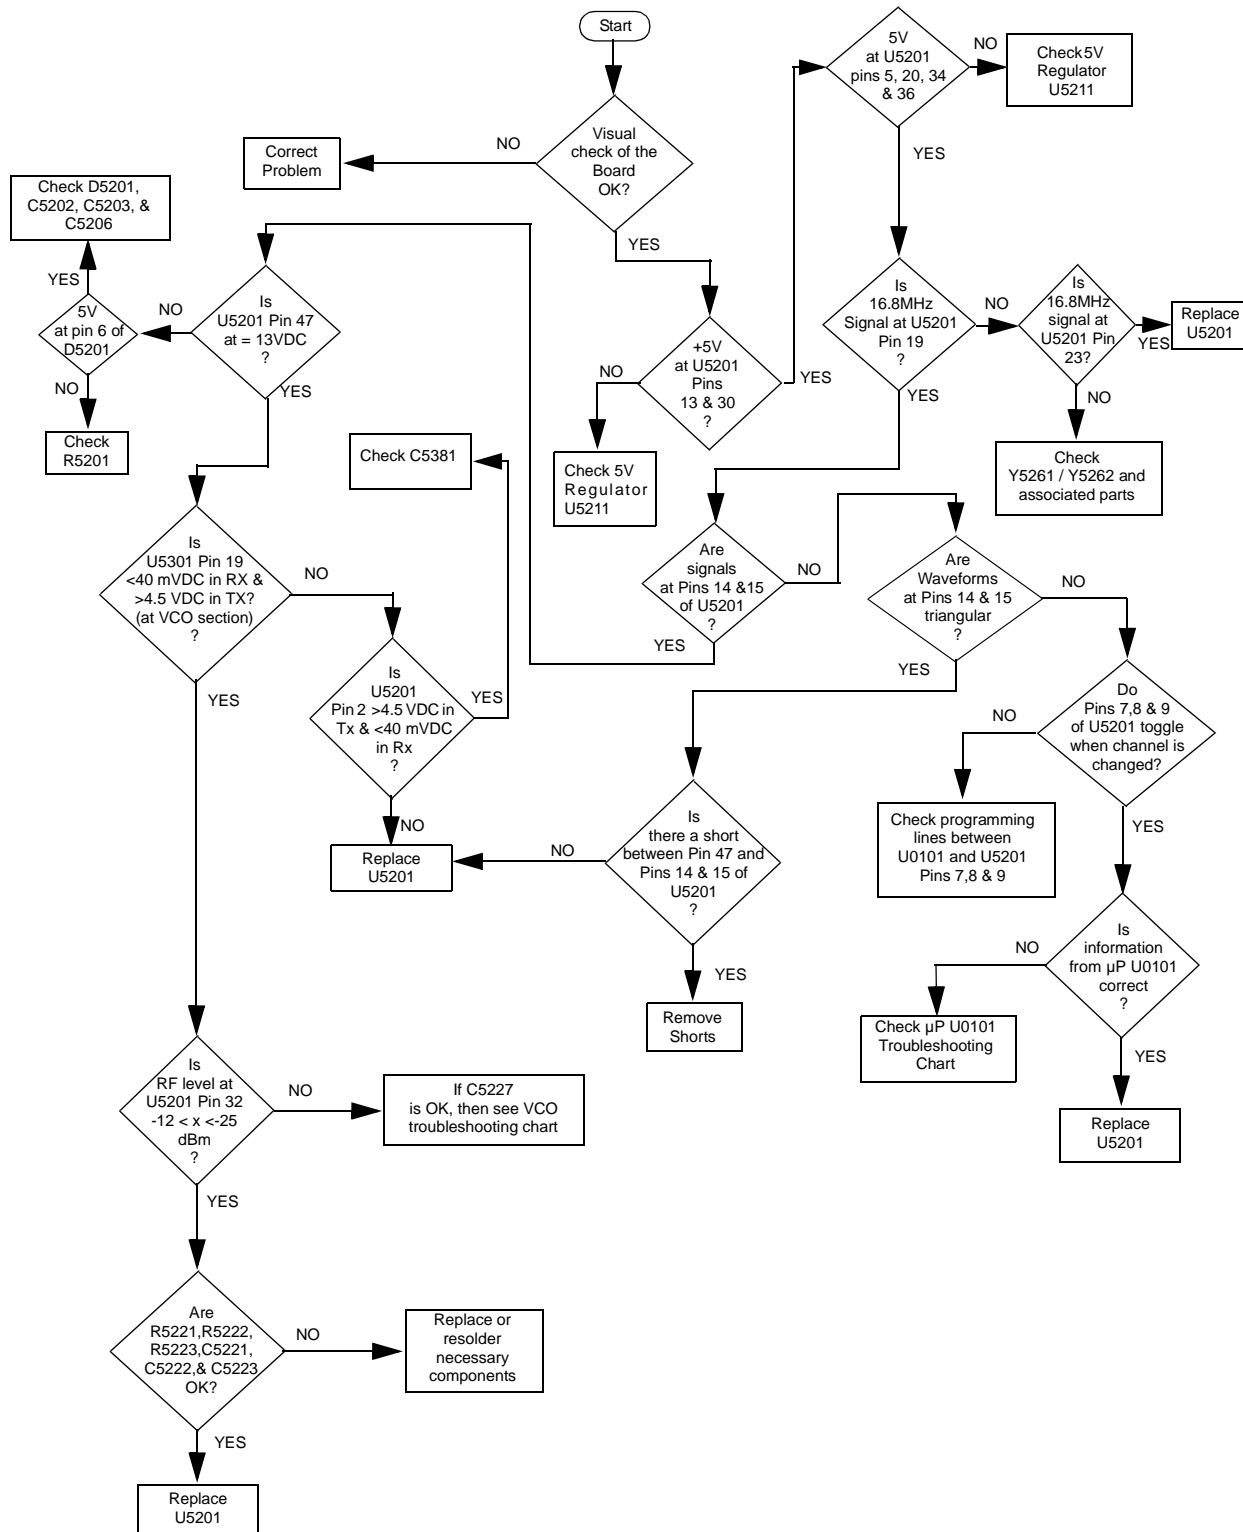 Start
5V
at U5201
pins 5, 20, 34
& 36
NO
Check 5V
Regulator
U5211
YES
Visual
check of the
Board
OK?
NO
Correct
Problem
YES
Check D5201,
C5202, C5203, &
C5206
YES
5V
at pin 6 of
D5201
NO
NO
Check
R5201
Is
U5201 Pin 47
at = 13VDC
?
YES
+5V
at U5201
Pins
13 & 30
?
NO
YES
Check 5V
Regulator
U5211
Is
16.8MHz
Signal at U5201
Pin 19
?
NO
YES
Is
16.8MHz
signal at
U5201 Pin
23?
YES
Replace
U5201
NO
Check
Y5261 / Y5262 and
associated parts
Check C5381
Is
U5301 Pin 19
<40 mVDC in RX &
>4.5 VDC in TX?
(at VCO section)
?
NO
YES
Is
U5201
Pin 2 >4.5 VDC in
Tx & <40 mVDC
in Rx
?
YES
NO
Replace
U5201
Are
signals
at Pins 14 &15
of U5201
?
NO
YES
Are
Waveforms
at Pins 14 & 15
triangular
?
NO
YES
Do
Pins 7,8 & 9
of U5201 toggle
when channel is
changed?
NO
YES
Check programming
lines between
U0101 and U5201
Pins 7,8 & 9
Is
there a short
between Pin 47 and
Pins 14 & 15 of
U5201
?
NO
YES
Remove
Shorts
Is
information
from µP U0101
correct
?
NO
YES
Check µP U0101
Troubleshooting
Chart
Replace
U5201
Is
RF level at
U5201 Pin 32
-12 < x <-25
dBm
?
NO
If C5227
is OK, then see VCO
troubleshooting chart
YES
Are
R5221,R5222,
R5223,C5221,
C5222,& C5223
OK?
NO
Replace or
resolder
necessary
components
YES
Replace
U5201